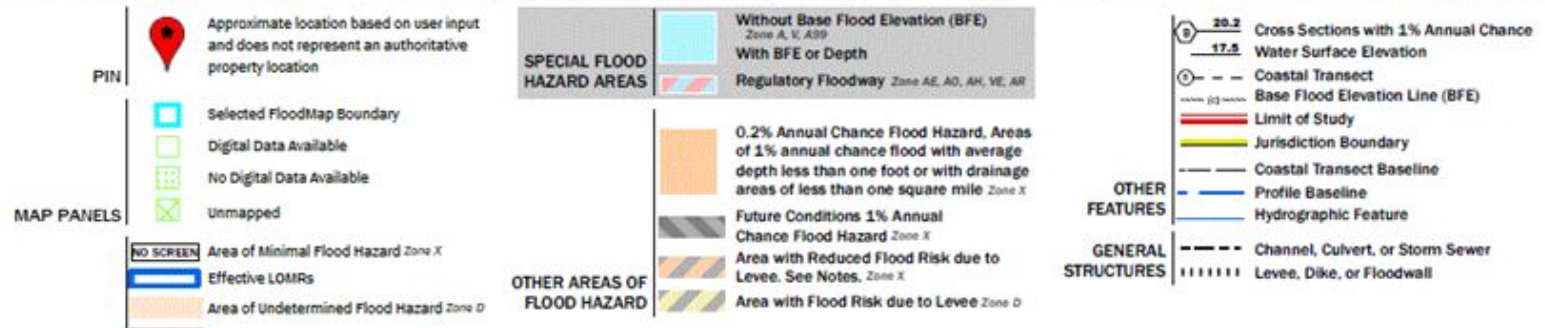 PIN
Approximate location based on user input
and does not represent an authoritative
property location
MAP PANELS
Selected FloodMap Boundary
Digital Data Available
No Digital Data Available
Unmapped
NO SCREEN Area of Minimal Flood Hazard Zone X
Effective LOMRs
Area of Undetermined Flood Hazard Zone D
SPECIAL FLOOD
HAZARD AREAS
Without Base Flood Elevation (BFE)
Zone A, V, A99
With BFE or Depth
Regulatory Floodway Zone AE, AO, AH, VE, AR
OTHER AREAS OF
FLOOD HAZARD
0.2% Annual Chance Flood Hazard, Areas
of 1% annual chance flood with average
depth less than one foot or with drainage
areas of less than one square mile Zone X
Future Conditions 1% Annual
Chance Flood Hazard Zone X
Area with Reduced Flood Risk due to
Levee. See Notes. Zone X
Area with Flood Risk due to Levee Zone D
OTHER
FEATURES
20.2 Cross Sections with 1% Annual Chance
17.5 Water Surface Elevation
Coastal Transect
Base Flood Elevation Line (BFE)
Limit of Study
Jurisdiction Boundary
Coastal Transect Baseline
Profile Baseline
Hydrographic Feature
GENERAL
STRUCTURES
Channel, Culvert, or Storm Sewer
Levee, Dike, or Floodwall